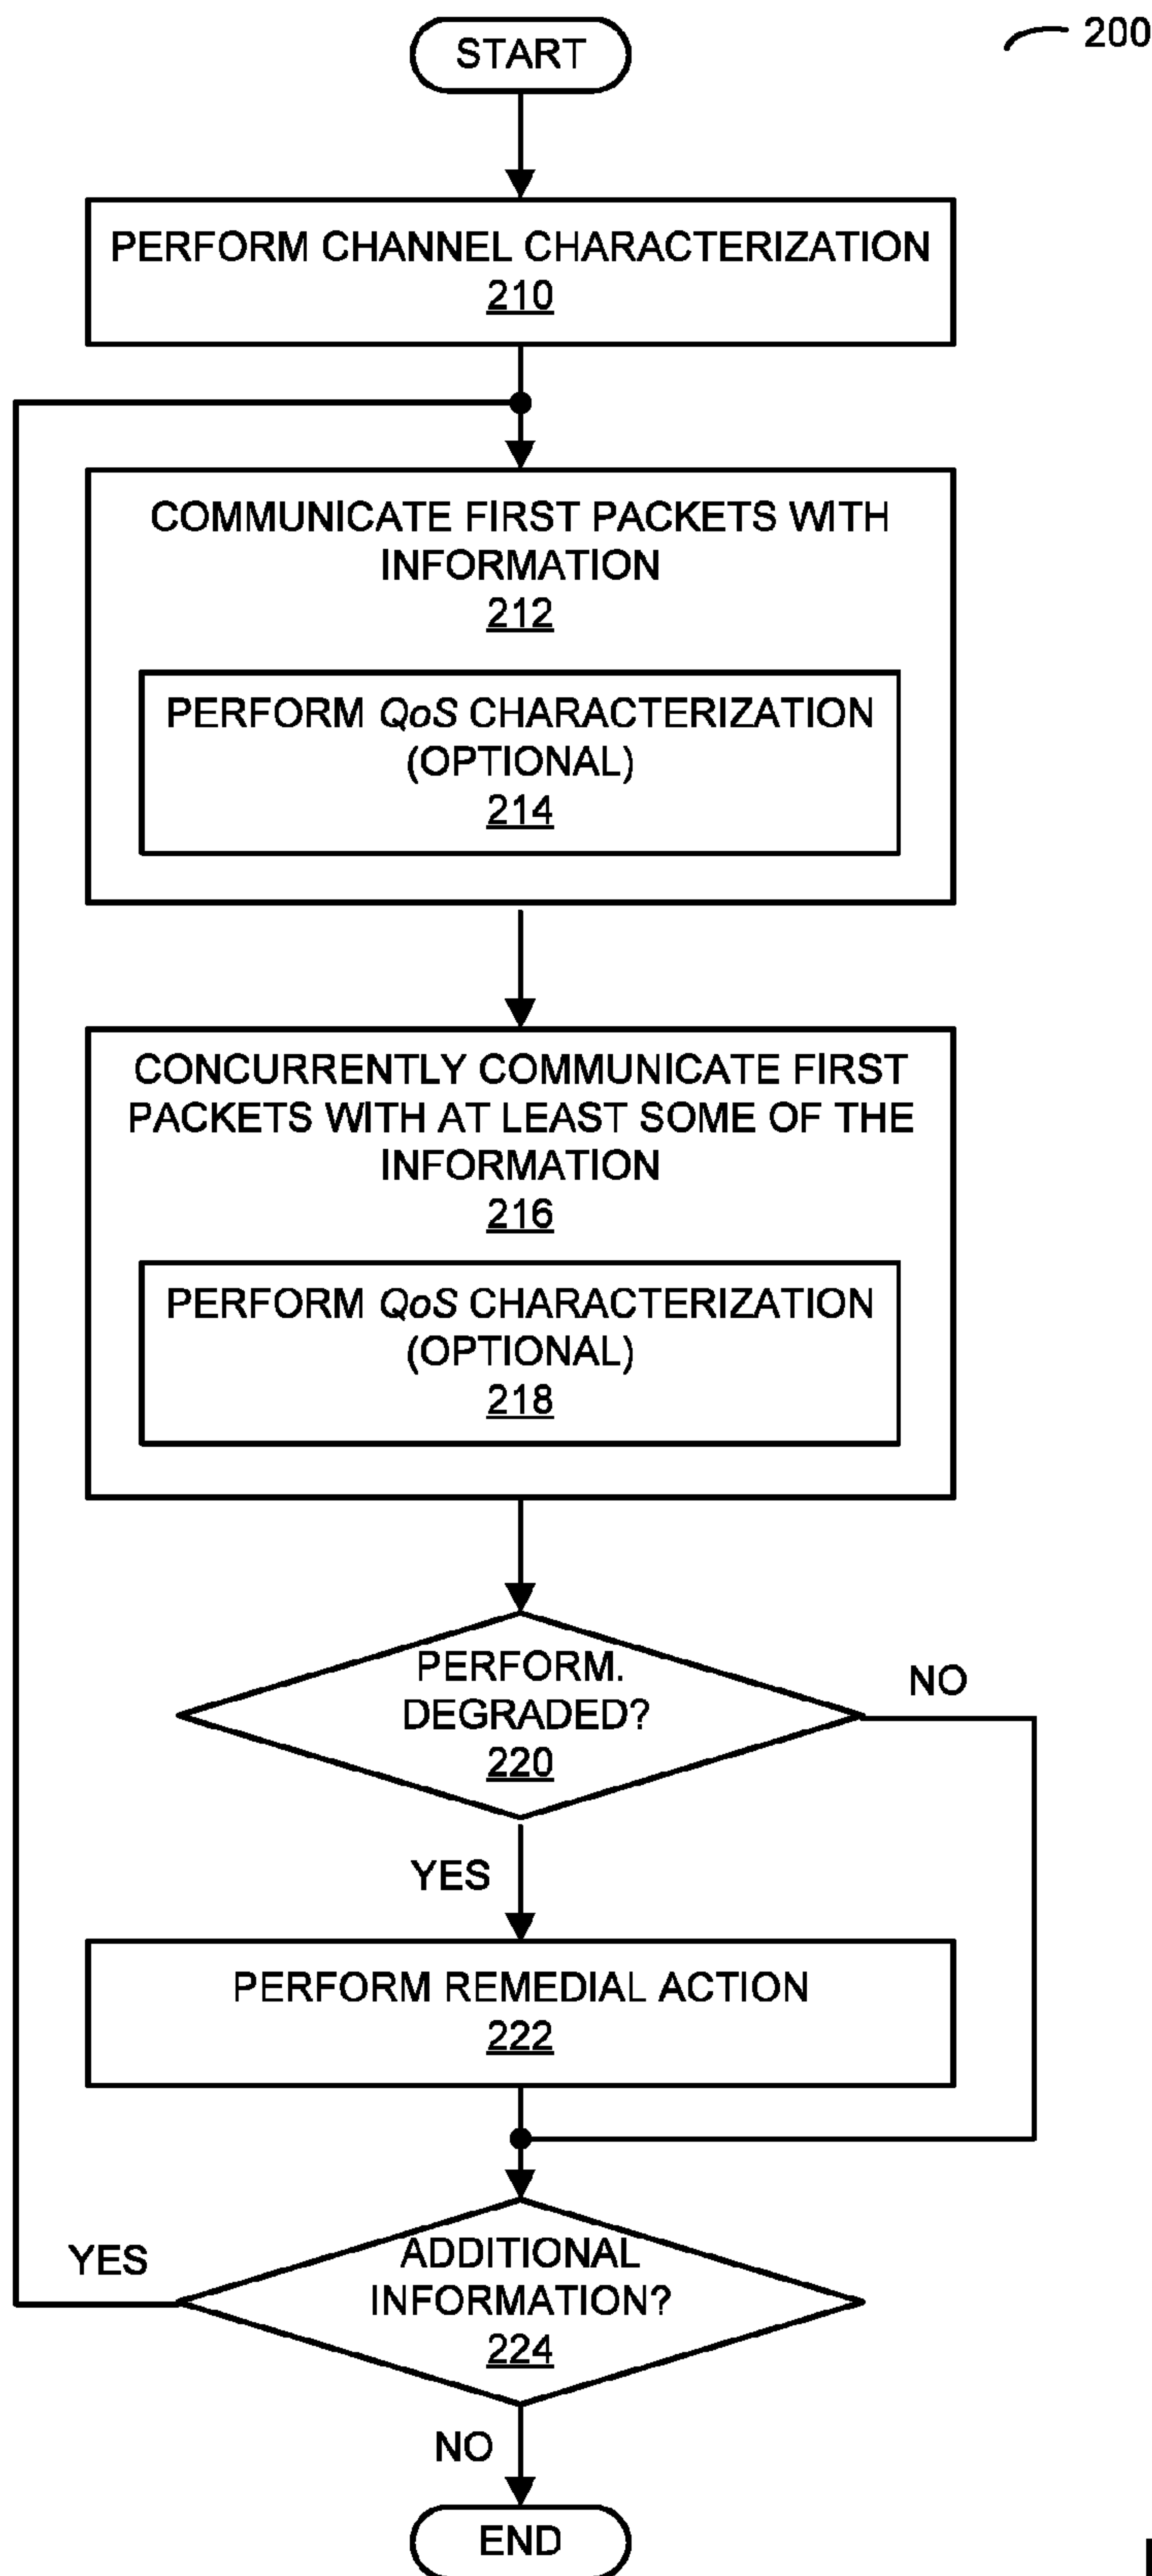 START
200
PERFORM CHANNEL CHARACTERIZATION
210
COMMUNICATE FIRST PACKETS WITH
INFORMATION
212
PERFORM QoS CHARACTERIZATION
(OPTIONAL)
214
CONCURRENTLY COMMUNICATE FIRST
PACKETS WITH AT LEAST SOME OF THE
INFORMATION
216
PERFORM QoS CHARACTERIZATION
(OPTIONAL)
218
PERFORM.
DEGRADED?
220
NO
YES
PERFORM REMEDIAL ACTION
222
YES
ADDITIONAL
INFORMATION?
224
NO
END